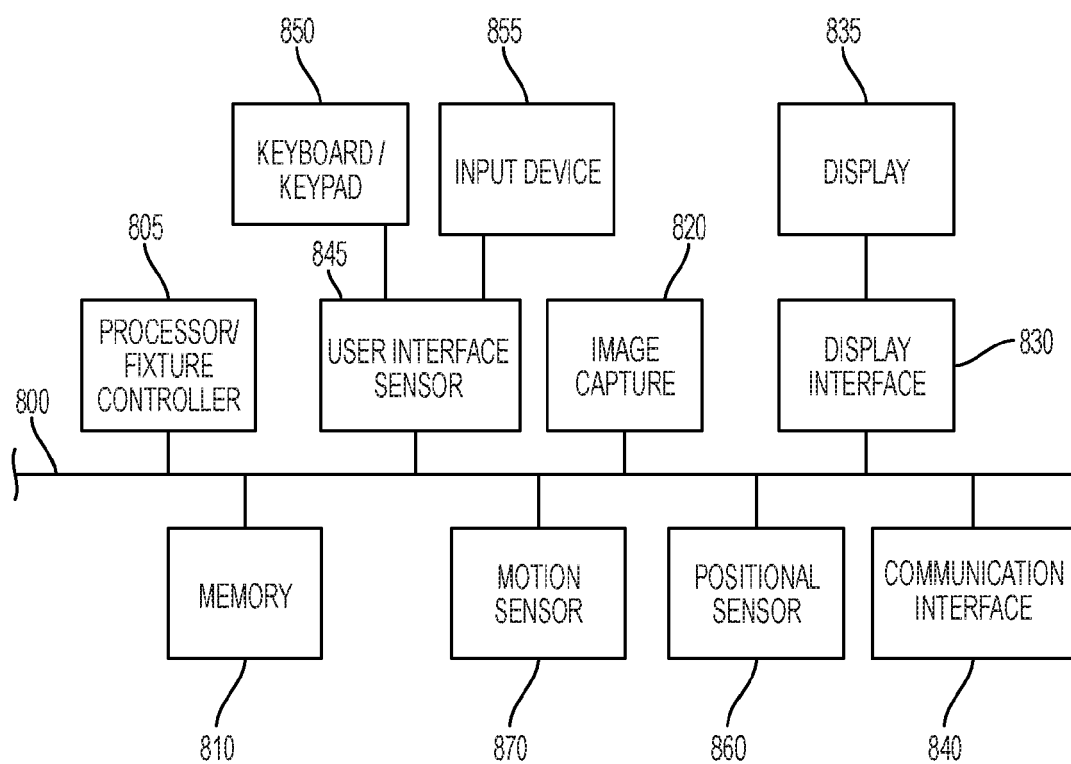 850
855
835
KEYBOARD /
KEYPAD
INPUT DEVICE
DISPLAY
805
845
820
PROCESSOR/
FIXTURE
CONTROLLER
USER INTERFACE
SENSOR
IMAGE
CAPTURE
DISPLAY
INTERFACE
830
800
MEMORY
MOTION
SENSOR
POSITIONAL
SENSOR
COMMUNICATION
INTERFACE
810
870
860
840